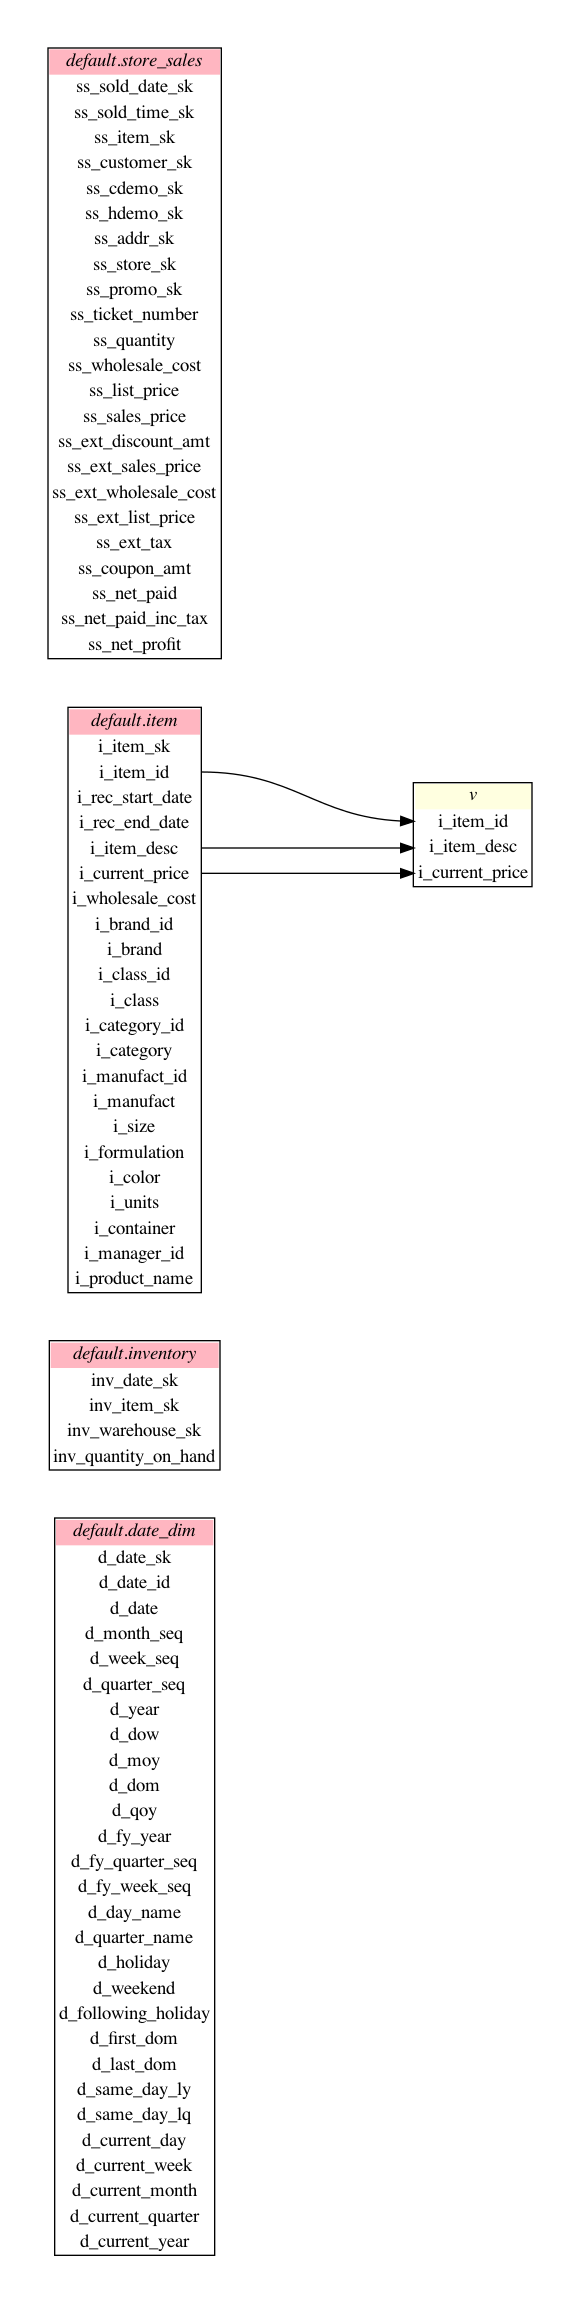 default.store_sales
ss_sold_date_sk
ss_sold_time_sk
ss_item_sk
ss_customer_sk
ss_cdemo_sk
ss_hdemo_sk
ss_addr_sk
ss_store_sk
ss_promo_sk
ss_ticket_number
ss_quantity
ss_wholesale_cost
ss_list_price
ss_sales_price
ss_ext_discount_amt
ss_ext_sales_price
ss_ext_wholesale_cost
ss_ext_list_price
ss_ext_tax
ss_coupon_amt
ss_net_paid
ss_net_paid_inc_tax
ss_net_profit
default.item
i_item_sk
i_item_id
i_rec_start_date
i_rec_end_date
i_item_desc
i_current_price
i_wholesale_cost
i_brand_id
i_brand
i_class_id
i_class
i_category_id
i_category
i_manufact_id
i_manufact
i_size
i_formulation
i_color
i_units
i_container
i_manager_id
i_product_name
v
i_item_id
i_item_desc
i_current_price
default.inventory
inv_date_sk
inv_item_sk
inv_warehouse_sk
inv_quantity_on_hand
default.date_dim
d_date_sk
d_date_id
d_date
d_month_seq
d_week_seq
d_quarter_seq
d_year
d_dow
d_moy
d_dom
d_qoy
d_fy_year
d_fy_quarter_seq
d_fy_week_seq
d_day_name
d_quarter_name
d_holiday
d_weekend
d_following_holiday
d_first_dom
d_last_dom
d_same_day_ly
d_same_day_lq
d_current_day
d_current_week
d_current_month
d_current_quarter
d_current_year